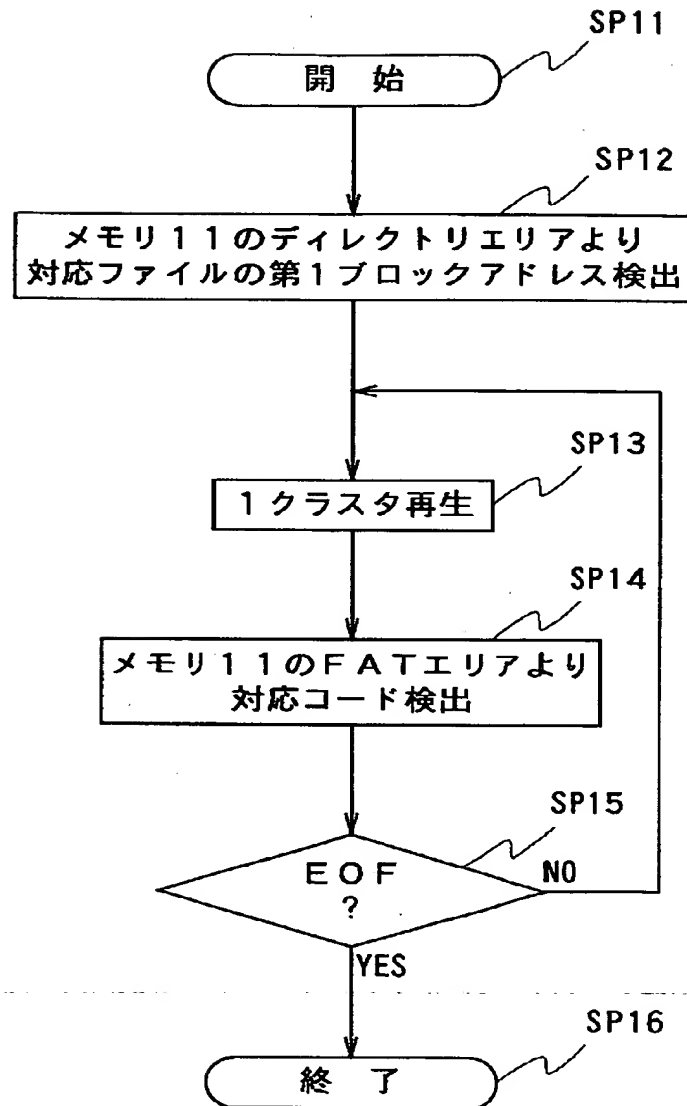 SP11
開 始
SP12
メモリ11のディレクトリエリアより
対応ファイルの第1ブロックアドレス検出
SP13
1クラスタ再生
SP14
メモリ11のFATエリアより
対応コード検出
SP15
EOF
?
NO
YES
SP16
終 了